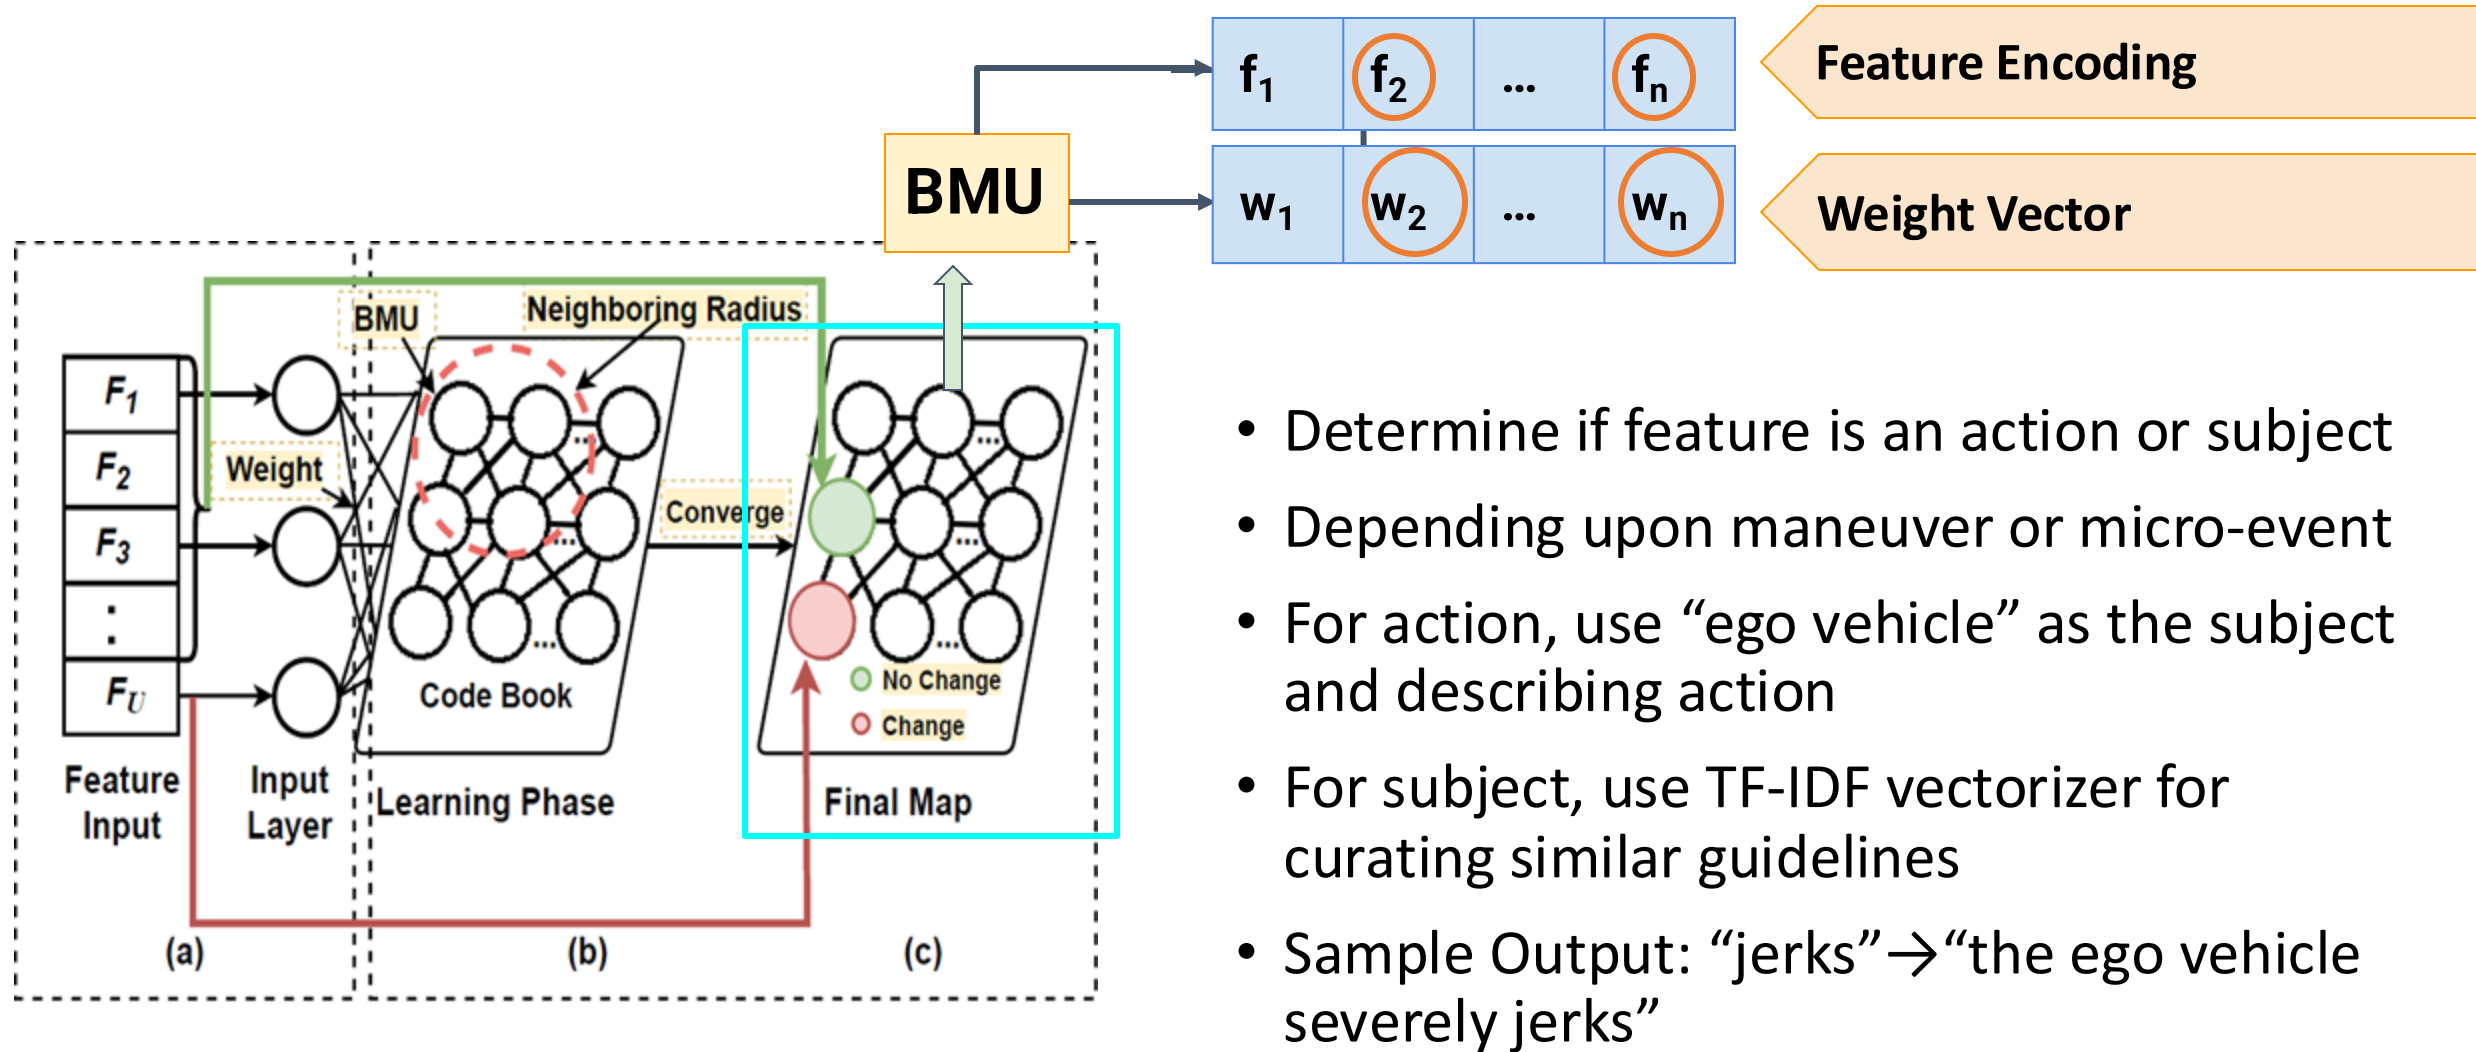 f1 f2 ... fn
Feature Encoding
BMU
w1 w2 ... wn
Weight Vector
BMU
Neighboring Radius
F1
F2
F3
:
FU
Weight
...
...
...
Code Book
Converge
...
...
...
No Change
Change
Feature
Input
Input
Layer
Learning Phase
Final Map
(a)
(b)
(c)
• Determine if feature is an action or subject
• Depending upon maneuver or micro-event
• For action, use “ego vehicle” as the subject
and describing action
• For subject, use TF-IDF vectorizer for
curating similar guidelines
• Sample Output: “jerks”→“the ego vehicle
severely jerks”